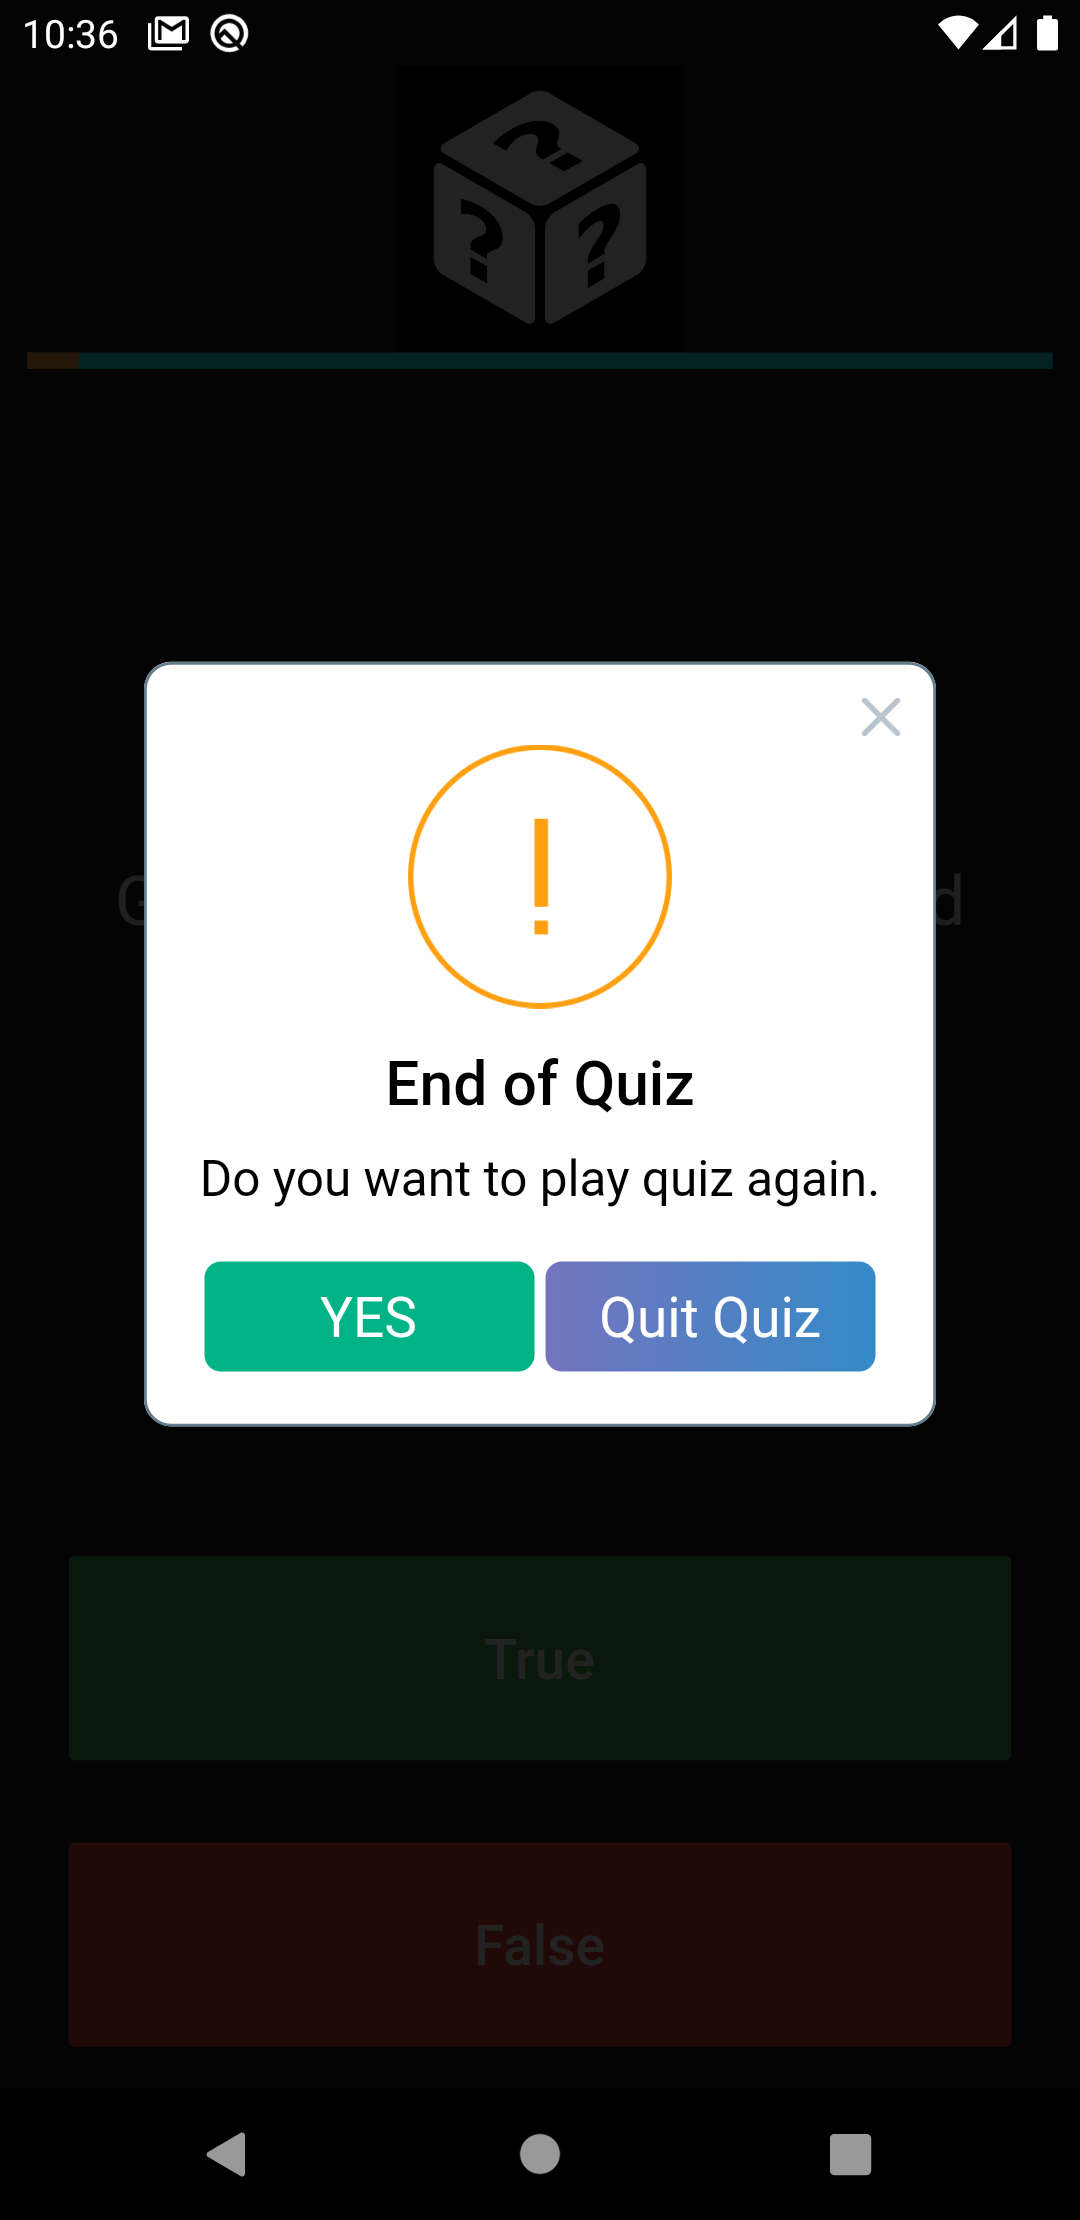 10:36
End of Quiz
Do you want to play quiz again.
YES
Quit Quiz
True
False